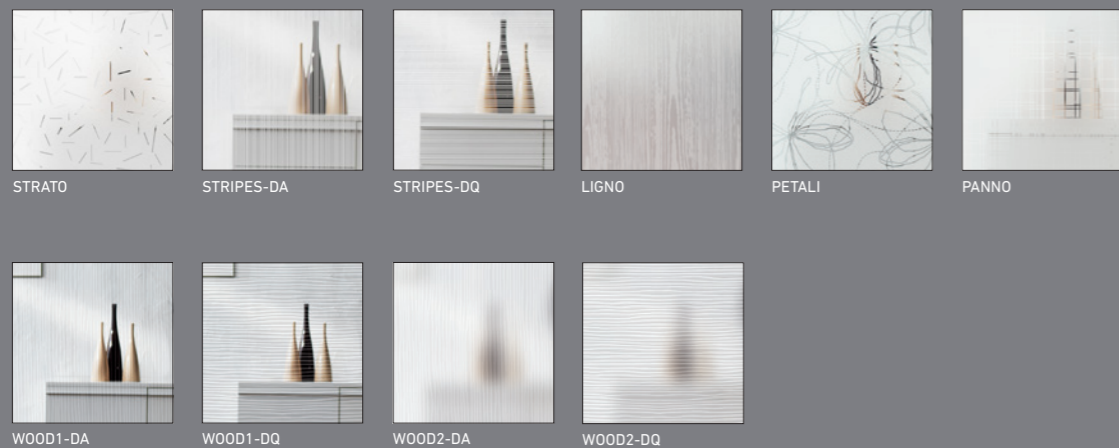 STRATO
STRIPES-DA
STRIPES-DQ
LIGNO
PETALI
PANNO
WOOD1-DA
WOOD1-DQ
WOOD2-DA
WOOD2-DQ